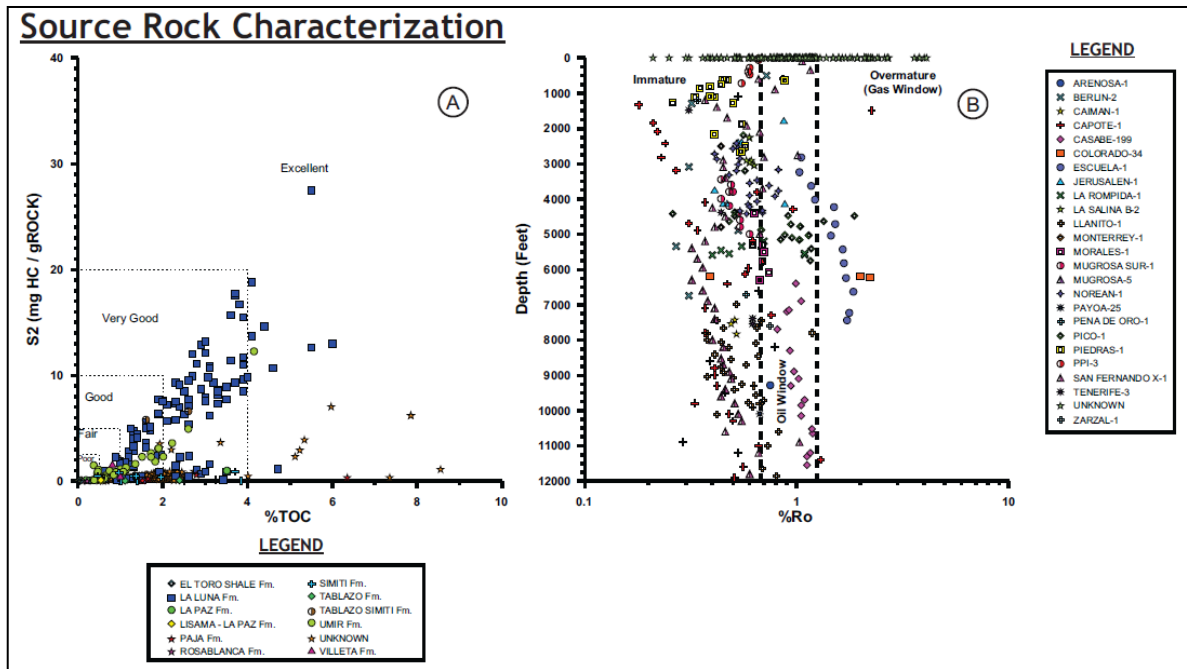 Source Rock Characterization
S2 (mg HC / gROCK)
40
30
20
10
0
A
Excellent
Very Good
Good
Fair
Poor
0
2
4
6
8
10
%TOC
LEGEND
EL TORO SHALE Fm.
LA LUNA Fm.
LA PAZ Fm.
LISAMA - LA PAZ Fm.
PAJA Fm.
ROSABLANCA Fm.
SIMITI Fm.
TABLAZO Fm.
TABLAZO SIMITI Fm.
UMIR Fm.
UNKNOWN
VILLETA Fm.
Depth (Feet)
0
1000
2000
3000
4000
5000
6000
7000
8000
9000
10000
11000
12000
Immature
Oil Window
Overmature
(Gas Window)
B
0.1
1
10
%Ro
LEGEND
ARENOSA-1
BERLIN-2
CAIMAN-1
CAPOTE-1
CASABE-199
COLORADO-34
ESCUELA-1
JERUSALEN-1
LA ROMPIDA-1
LA SALINA B-2
LLANITO-1
MONTERREY-1
MORALES-1
MUGROSA SUR-1
MUGROSA-5
NOREAN-1
PAYOA-25
PENA DE ORO-1
PICO-1
PIEDRAS-1
PPI-3
SAN FERNANDO X-1
TENERIFE-3
UNKNOWN
ZARZAL-1